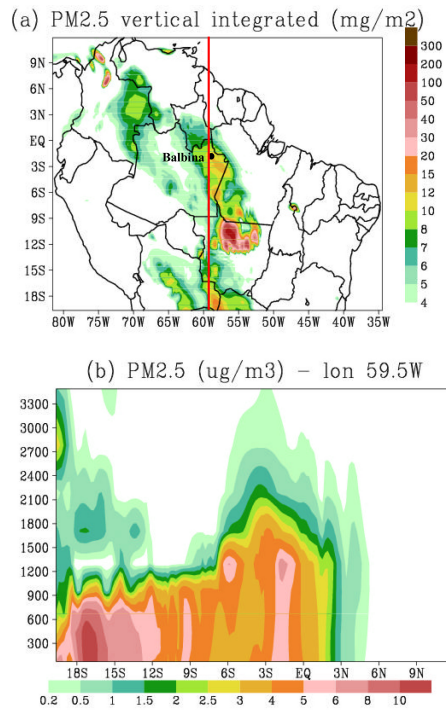 (a) PM2.5 vertical integrated (mg/m2)
9N
6N
3N
EQ
3S
6S
9S
12S
15S
18S
Balbina
80W 75W 70W 65W 60W 55W 50W 45W 40W 35W
300
200
100
50
40
30
20
15
10
8
7
6
5
4
(b) PM2.5 (ug/m3) – lon 59.5W
3300
3000
2700
2400
2100
1800
1500
1200
900
600
300
18S 15S 12S 9S 6S 3S EQ 3N 6N 9N
0.2 0.5 1 1.5 2 2.5 3 4 5 6 8 10